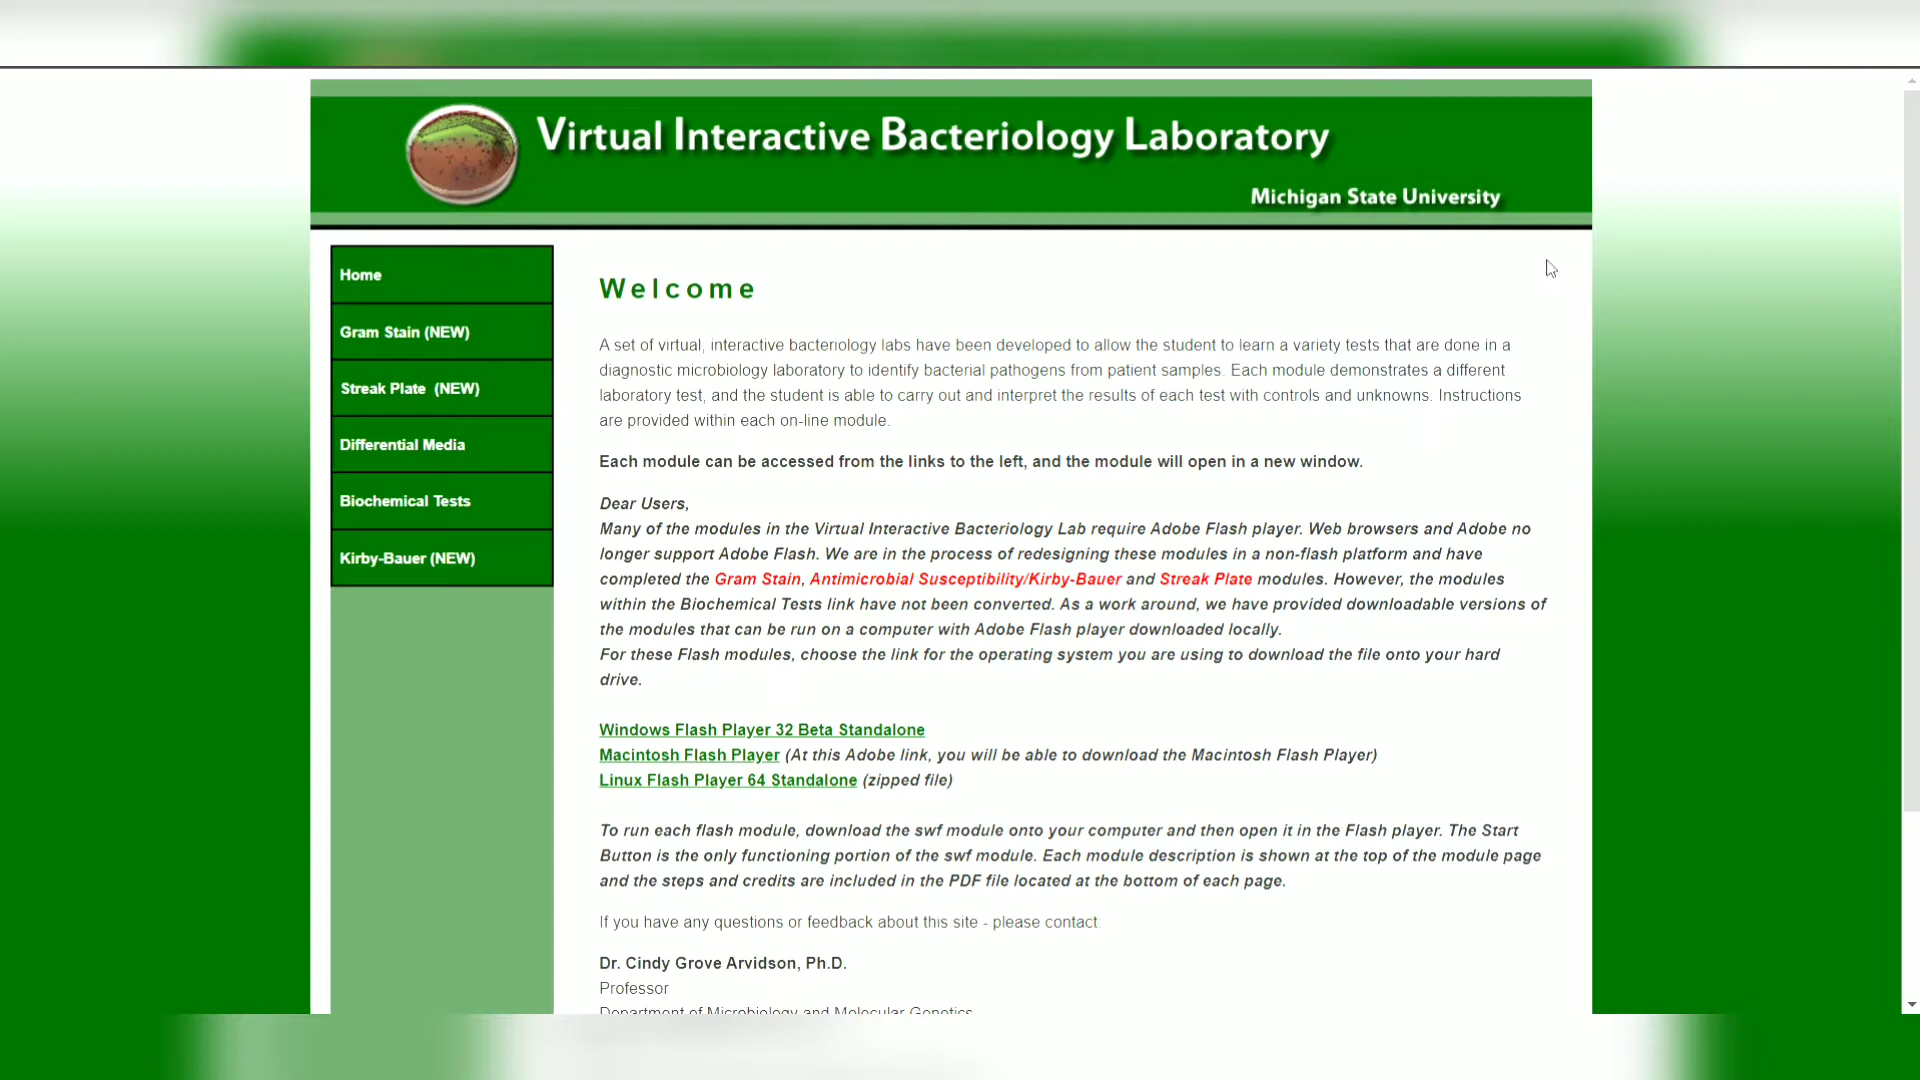 Virtual Interactive Bacteriology Laboratory
Michigan State University
Home
Gram Stain (NEW)
Streak Plate (NEW)
Differential Media
Biochemical Tests
Kirby-Bauer (NEW)
Welcome
A set of virtual, interactive bacteriology labs have been developed to allow the student to learn a variety tests that are done in a
diagnostic microbiology laboratory to identify bacterial pathogens from patient samples. Each module demonstrates a different
laboratory test, and the student is able to carry out and interpret the results of each test with controls and unknowns. Instructions
are provided within each on-line module.
Each module can be accessed from the links to the left, and the module will open in a new window.
Dear Users,
Many of the modules in the Virtual Interactive Bacteriology Lab require Adobe Flash player. Web browsers and Adobe no
longer support Adobe Flash. We are in the process of redesigning these modules in a non-flash platform and have
completed the Gram Stain, Antimicrobial Susceptibility/Kirby-Bauer and Streak Plate modules. However, the modules
within the Biochemical Tests link have not been converted. As a work around, we have provided downloadable versions of
the modules that can be run on a computer with Adobe Flash player downloaded locally.
For these Flash modules, choose the link for the operating system you are using to download the file onto your hard
drive.
Windows Flash Player 32 Beta Standalone
Macintosh Flash Player (At this Adobe link, you will be able to download the Macintosh Flash Player)
Linux Flash Player 64 Standalone (zipped file)
To run each flash module, download the swf module onto your computer and then open it in the Flash player. The Start
Button is the only functioning portion of the swf module. Each module description is shown at the top of the module page
and the steps and credits are included in the PDF file located at the bottom of each page.
If you have any questions or feedback about this site - please contact:
Dr. Cindy Grove Arvidson, Ph.D.
Professor
Department of Microbiology and Molecular Genetics